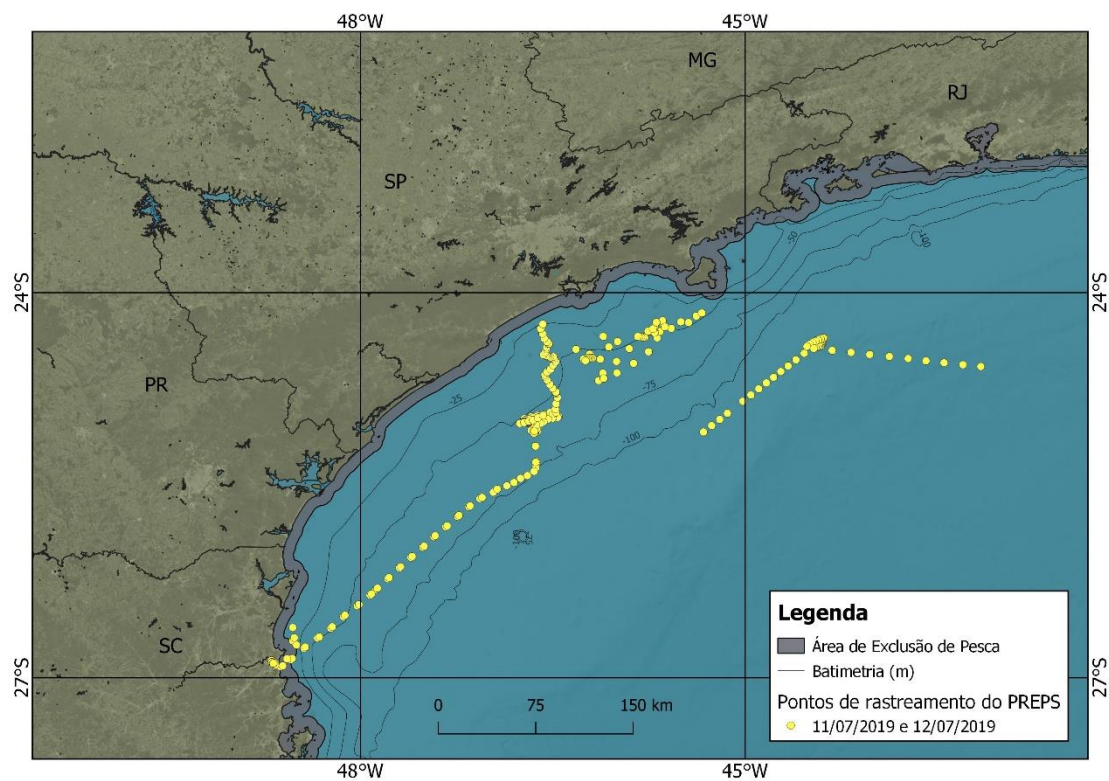 48°W
45°W
MG
RJ
SP
-50
-100
24°S
24°S
PR
-25
-75
-100
Legenda
Área de Exclusão de Pesca
Batimetria (m)
Pontos de rastreamento do PREPS
11/07/2019 e 12/07/2019
SC
27°S
27°S
0
75
150 km
48°W
45°W